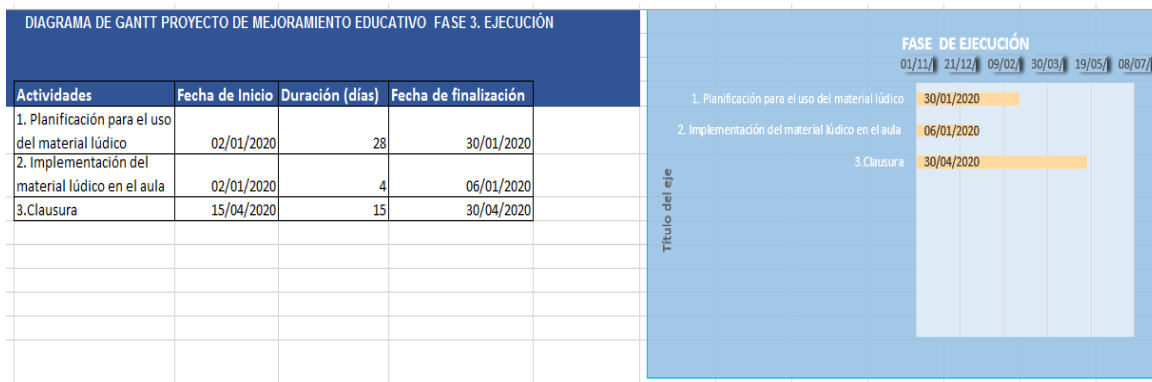 DIAGRAMA DE GANTT PROYECTO DE MEJORAMIENTO EDUCATIVO FASE 3. EJECUCIÓN
Actividades Fecha de Inicio Duración (días) Fecha de finalización
1. Planificación para el uso
del material lúdico 02/01/2020 28 30/01/2020
2. Implementación del
material lúdico en el aula 02/01/2020 4 06/01/2020
3.Clausura 15/04/2020 15 30/04/2020
FASE DE EJECUCIÓN
01/11/ 21/12/ 09/02/ 30/03/ 19/05/ 08/07/
1. Planificación para el uso del material lúdico 30/01/2020
2. Implementación del material lúdico en el aula 06/01/2020
3.Clausura 30/04/2020
Título del eje